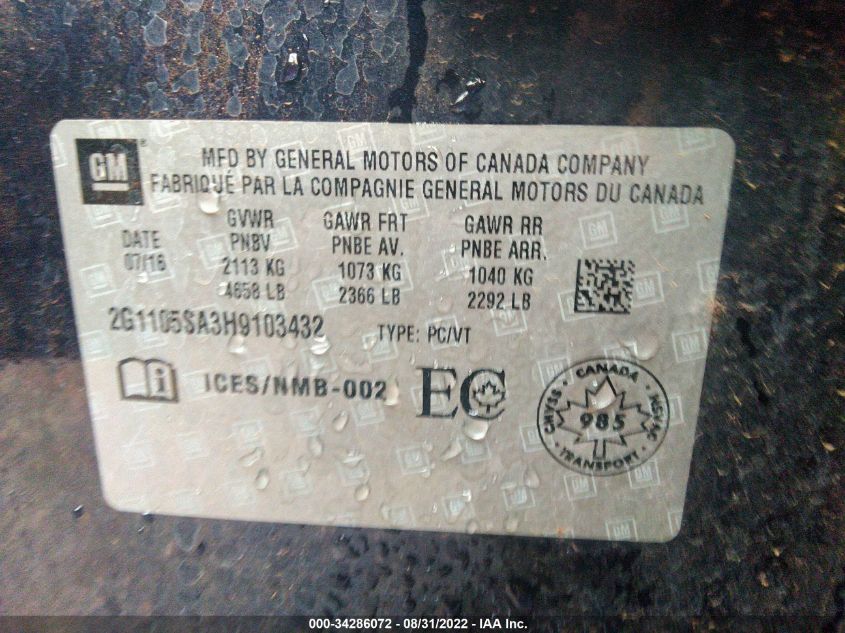 GM
MFD BY GENERAL MOTORS OF CANADA COMPANY
FABRIQUÉ PAR LA COMPAGNIE GENERAL MOTORS DU CANADA
DATE
07/16
GVWR
PNBV
2113 KG
4658 LB
GAWR FRT
PNBE AV.
1073 KG
2366 LB
GAWR RR
PNBE ARR.
1040 KG
2292 LB
2G1105SA3H9103432
TYPE: PC/VT
ICES/NMB-002
EC
CANADA
CMVSS
985
NSVAC
TRANSPORT
000-34286072 - 08/31/2022 - IAA Inc.